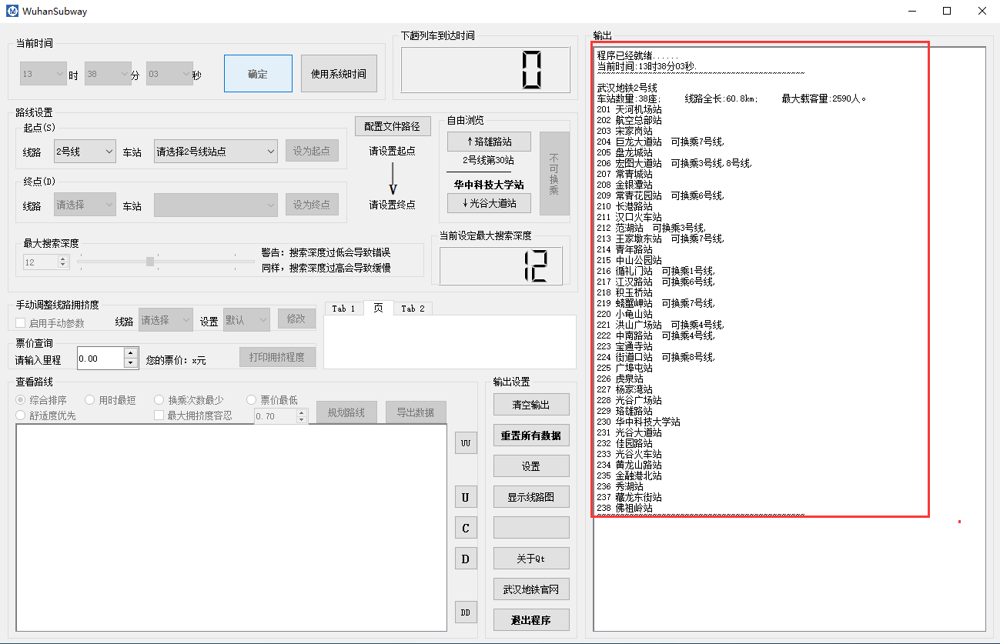 WuhanSubway
当前时间
13 时 38 分 03 秒 确定 使用系统时间
下趟列车到达时间
0
路线设置
起点(S)
线路 2号线 车站 请选择2号线站点 设为起点
终点(D)
线路 请选择 车站 设为终点
配置文件路径
请设置起点
V
请设置终点
自由浏览
↑珞雄路站
2号线第30站
华中科技大学站
↓光谷大道站
不可换乘
最大搜索深度
12
警告: 搜索深度过低会导致错误
同样, 搜索深度过高会导致缓慢
当前设定最大搜索深度
12
手动调整线路拥挤度
启用手动参数 线路 请选择 设置 默认 修改
票价查询
请输入里程 0.00 您的票价: x元 打印拥挤程度
Tab 1 页 Tab 2
查看路线
综合排序 用时最短 换乘次数最少 票价最低
舒适度优先 最大拥挤度容忍 0.70 规划路线 导出数据
UU
U
C
D
DD
输出设置
清空输出
重置所有数据
设置
显示线路图
关于Qt
武汉地铁官网
退出程序
输出
程序已经就绪......
当前时间:13时38分03秒.
~~~~~~~~~~~~~~~~~~~~~~~~~~~~~~~~~~~~~~~~~~~~~
武汉地铁2号线
车站数量:38座; 线路全长:60.8km; 最大载客量:2590人。
201 天河机场站
202 航空总部站
203 宋家岗站
204 巨龙大道站 可换乘7号线,
205 盘龙城站
206 宏图大道站 可换乘3号线,8号线,
207 常青城站
208 金银潭站
209 常青花园站 可换乘6号线,
210 长港路站
211 汉口火车站
212 范湖站 可换乘3号线,
213 王家墩东站 可换乘7号线,
214 青年路站
215 中山公园站
216 循礼门站 可换乘1号线,
217 江汉路站 可换乘6号线,
218 积玉桥站
219 螃蟹岬站 可换乘7号线,
220 小龟山站
221 洪山广场站 可换乘4号线,
222 中南路站 可换乘4号线,
223 宝通寺站
224 街道口站 可换乘8号线,
225 广埠屯站
226 虎泉站
227 杨家湾站
228 光谷广场站
229 珞雄路站
230 华中科技大学站
231 光谷大道站
232 佳园路站
233 光谷火车站
234 黄龙山路站
235 金融港北站
236 秀湖站
237 藏龙东街站
238 佛祖岭站
~~~~~~~~~~~~~~~~~~~~~~~~~~~~~~~~~~~~~~~~~~~~~